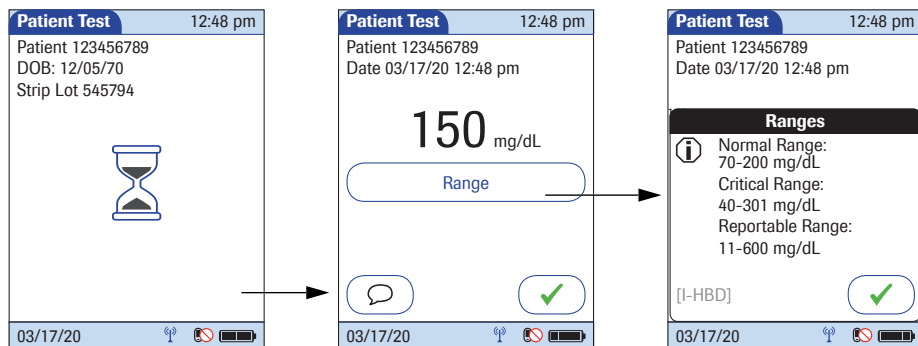 Patient Test 12:48 pm
Patient 123456789
DOB: 12/05/70
Strip Lot 545794
03/17/20
Patient Test 12:48 pm
Patient 123456789
Date 03/17/20 12:48 pm
150 mg/dL
Range
03/17/20
Patient Test 12:48 pm
Patient 123456789
Date 03/17/20 12:48 pm
Ranges
Normal Range:
70-200 mg/dL
Critical Range:
40-301 mg/dL
Reportable Range:
11-600 mg/dL
[I-HBD]
03/17/20